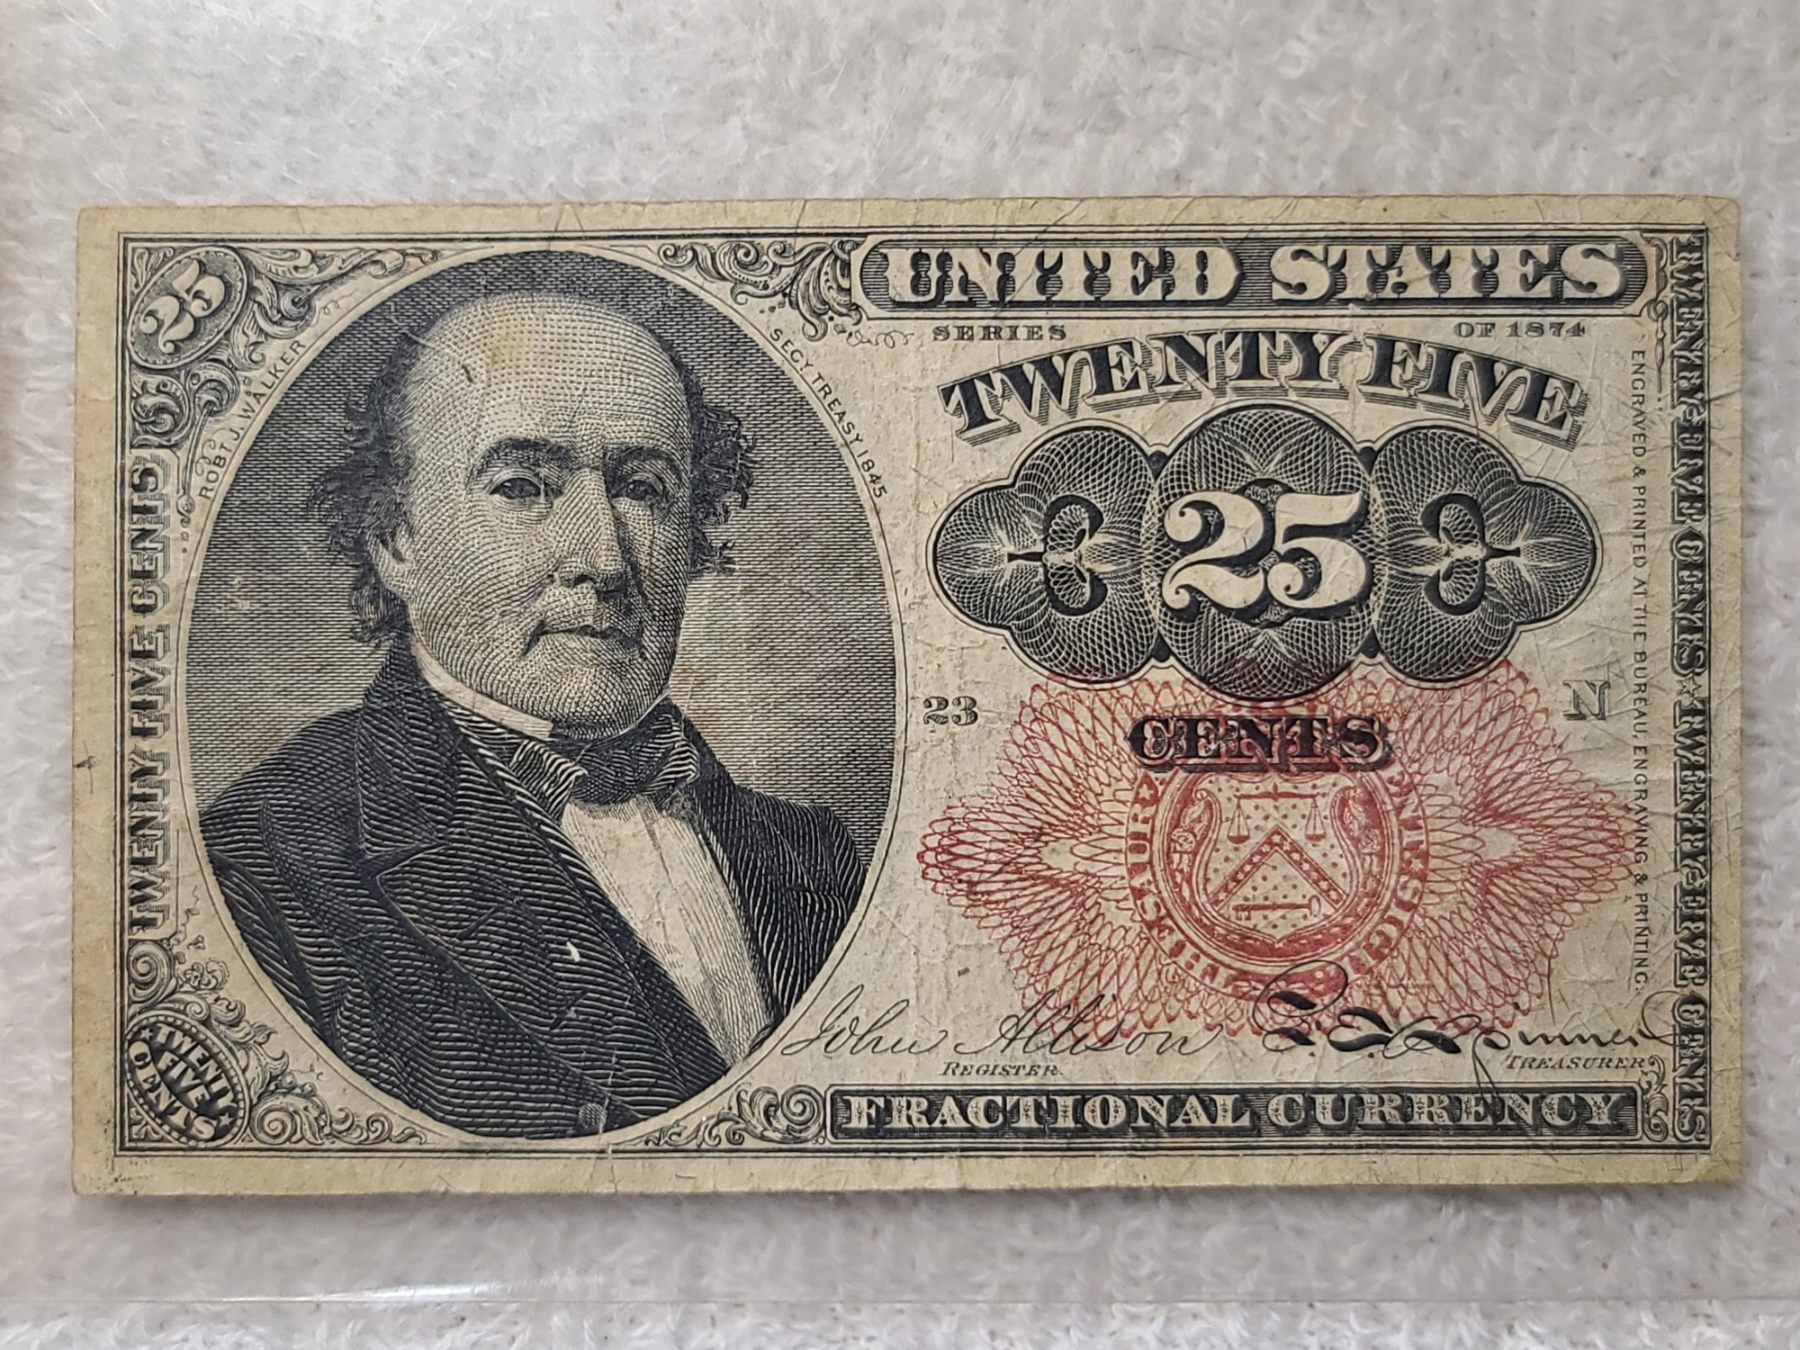 25
UNITED STATES
SERIES OF 1874
ROBT J. WALKER
SECY TREASY 1845
TWENTY FIVE
25
CENTS
23
N
TWENTY FIVE CENTS
TWENTY-FIVE CENTS TWENTY-FIVE CENTS
ENGRAVED & PRINTED AT THE BUREAU, ENGRAVING & PRINTING.
TWENTY
FIVE
CENTS
John Allison
REGISTER.
TREASURER
FRACTIONAL CURRENCY